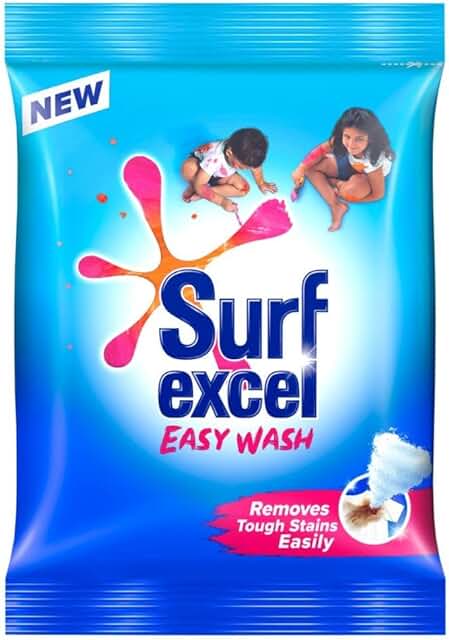 NEW
Surf
excel
EASY WASH
Removes
Tough Stains
Easily